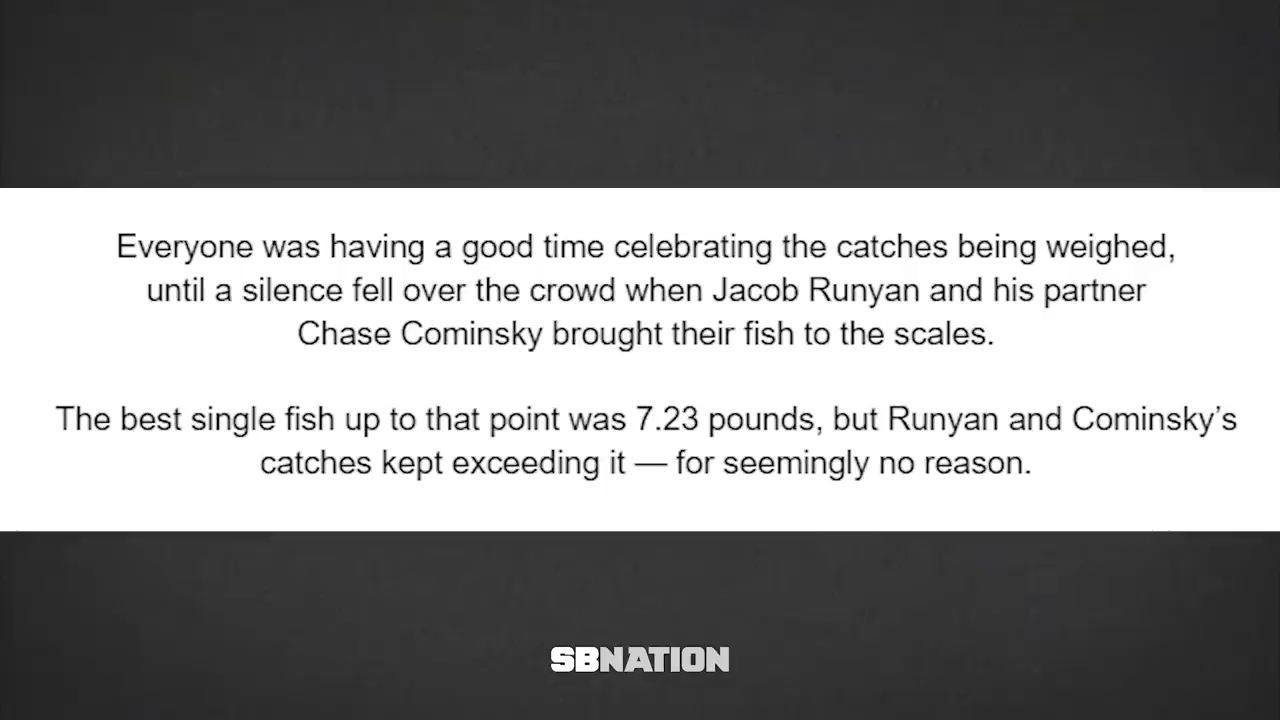 Everyone was having a good time celebrating the catches being weighed,
until a silence fell over the crowd when Jacob Runyan and his partner
Chase Cominsky brought their fish to the scales.
The best single fish up to that point was 7.23 pounds, but Runyan and Cominsky’s
catches kept exceeding it — for seemingly no reason.
SBNATION